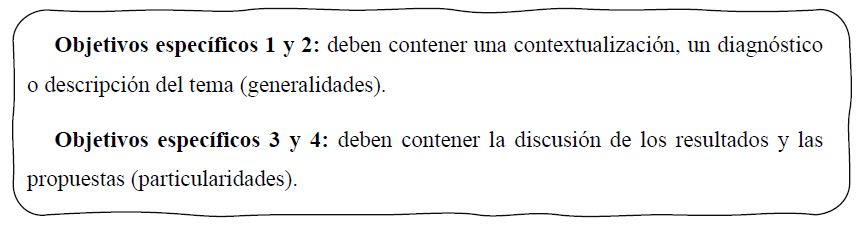 Objetivos específicos 1 y 2: deben contener una contextualización, un diagnóstico
o descripción del tema (generalidades).
Objetivos específicos 3 y 4: deben contener la discusión de los resultados y las
propuestas (particularidades).